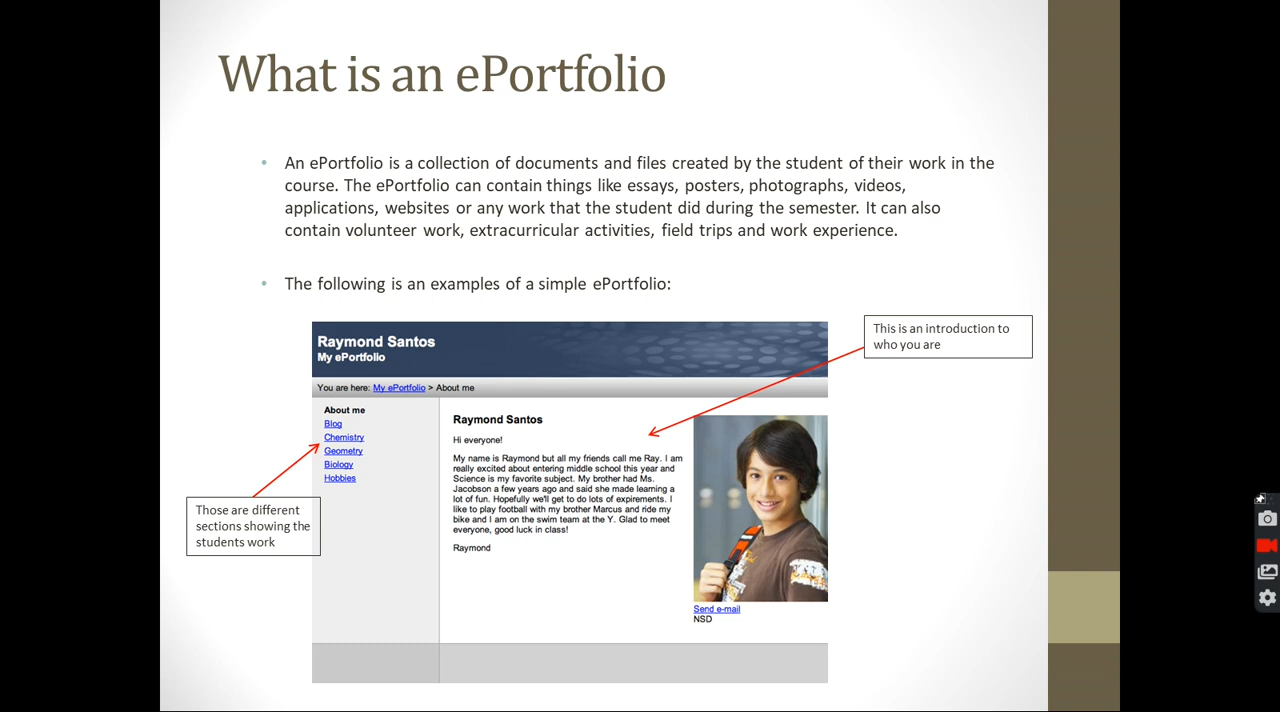 What is an ePortfolio
• An ePortfolio is a collection of documents and files created by the student of their work in the
course. The ePortfolio can contain things like essays, posters, photographs, videos,
applications, websites or any work that the student did during the semester. It can also
contain volunteer work, extracurricular activities, field trips and work experience.
• The following is an examples of a simple ePortfolio:
This is an introduction to
who you are
Raymond Santos
My ePortfolio
You are here: My ePortfolio > About me
About me
Blog
Chemistry
Geometry
Biology
Hobbies
Those are different
sections showing the
students work
Raymond Santos
Hi everyone!
My name is Raymond but all my friends call me Ray. I am
really excited about entering middle school this year and
Science is my favorite subject. My brother had Ms.
Jacobson a few years ago and said she made learning a
lot of fun. Hopefully we'll get to do lots of expirements. I
like to play football with my brother Marcus and ride my
bike and I am on the swim team at the Y. Glad to meet
everyone, good luck in class!
Raymond
Send e-mail
NSD